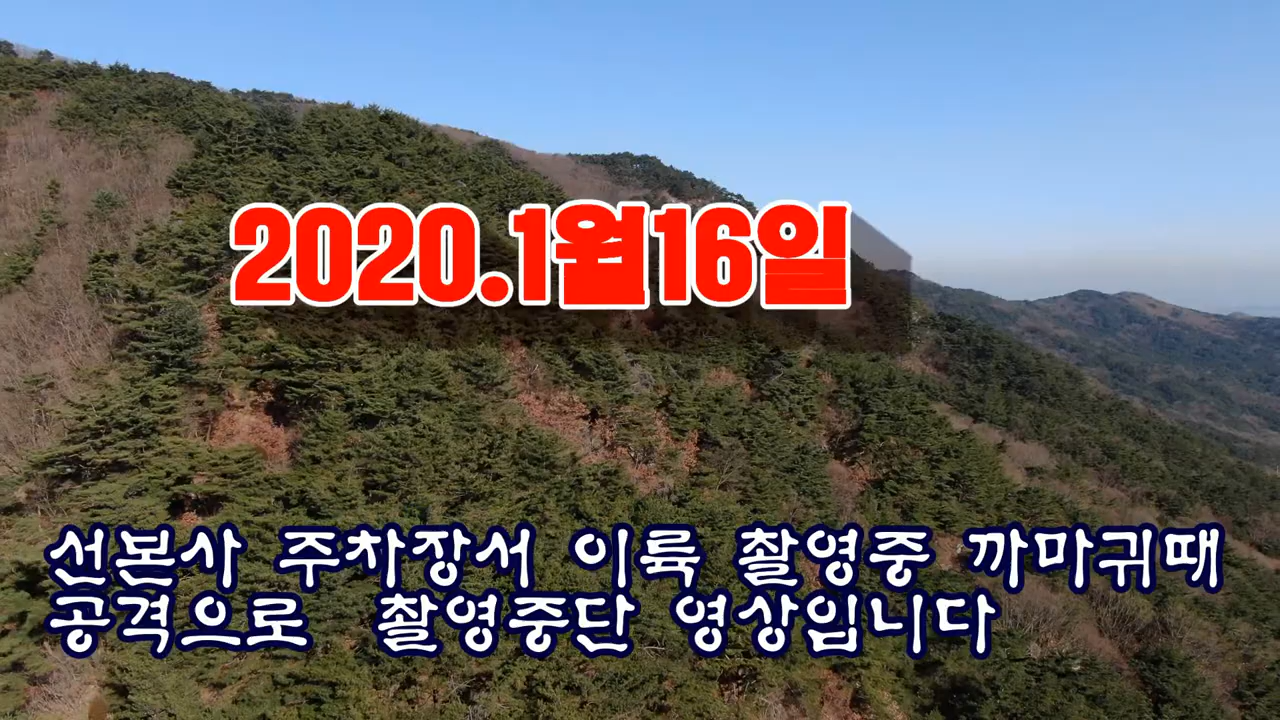 2020.1월16일
선본사 주차장서 이륙 촬영중 까마귀때
공격으로 촬영중단 영상입니다